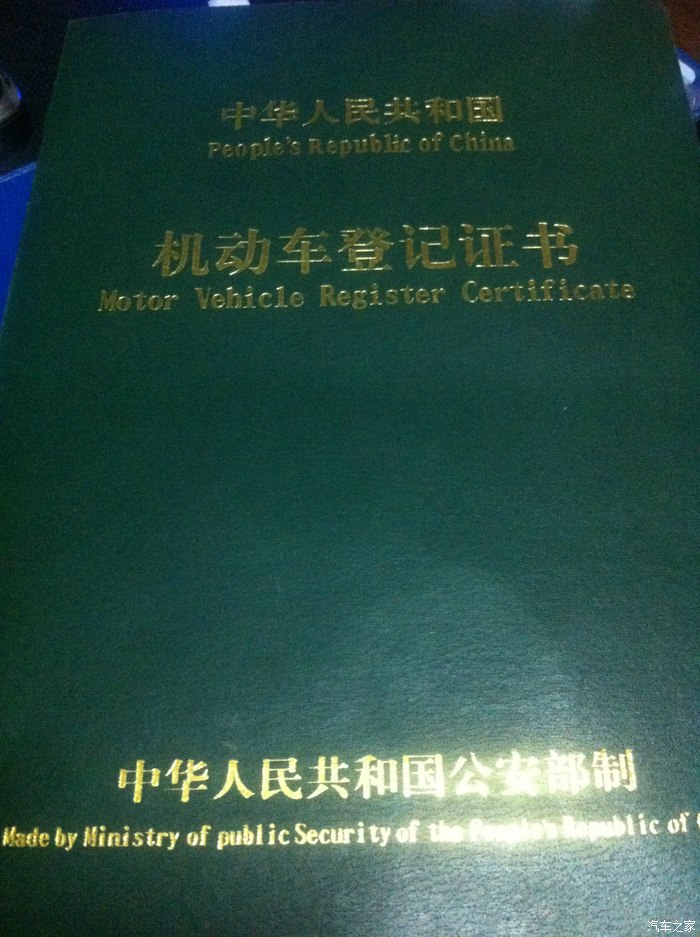 中华人民共和国
People's Republic of China
机动车登记证书
Motor Vehicle Register Certificate
中华人民共和国公安部制
Made by Ministry of public Security of the People's Republic of
汽车之家